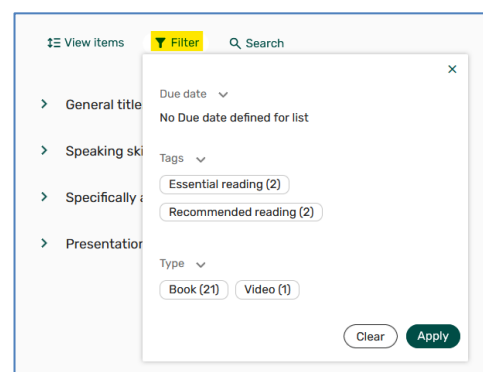 View items Filter Search
General title
Speaking ski
Specifically a
Presentation
Due date
No Due date defined for list
Tags
Essential reading (2)
Recommended reading (2)
Type
Book (21) Video (1)
Clear Apply